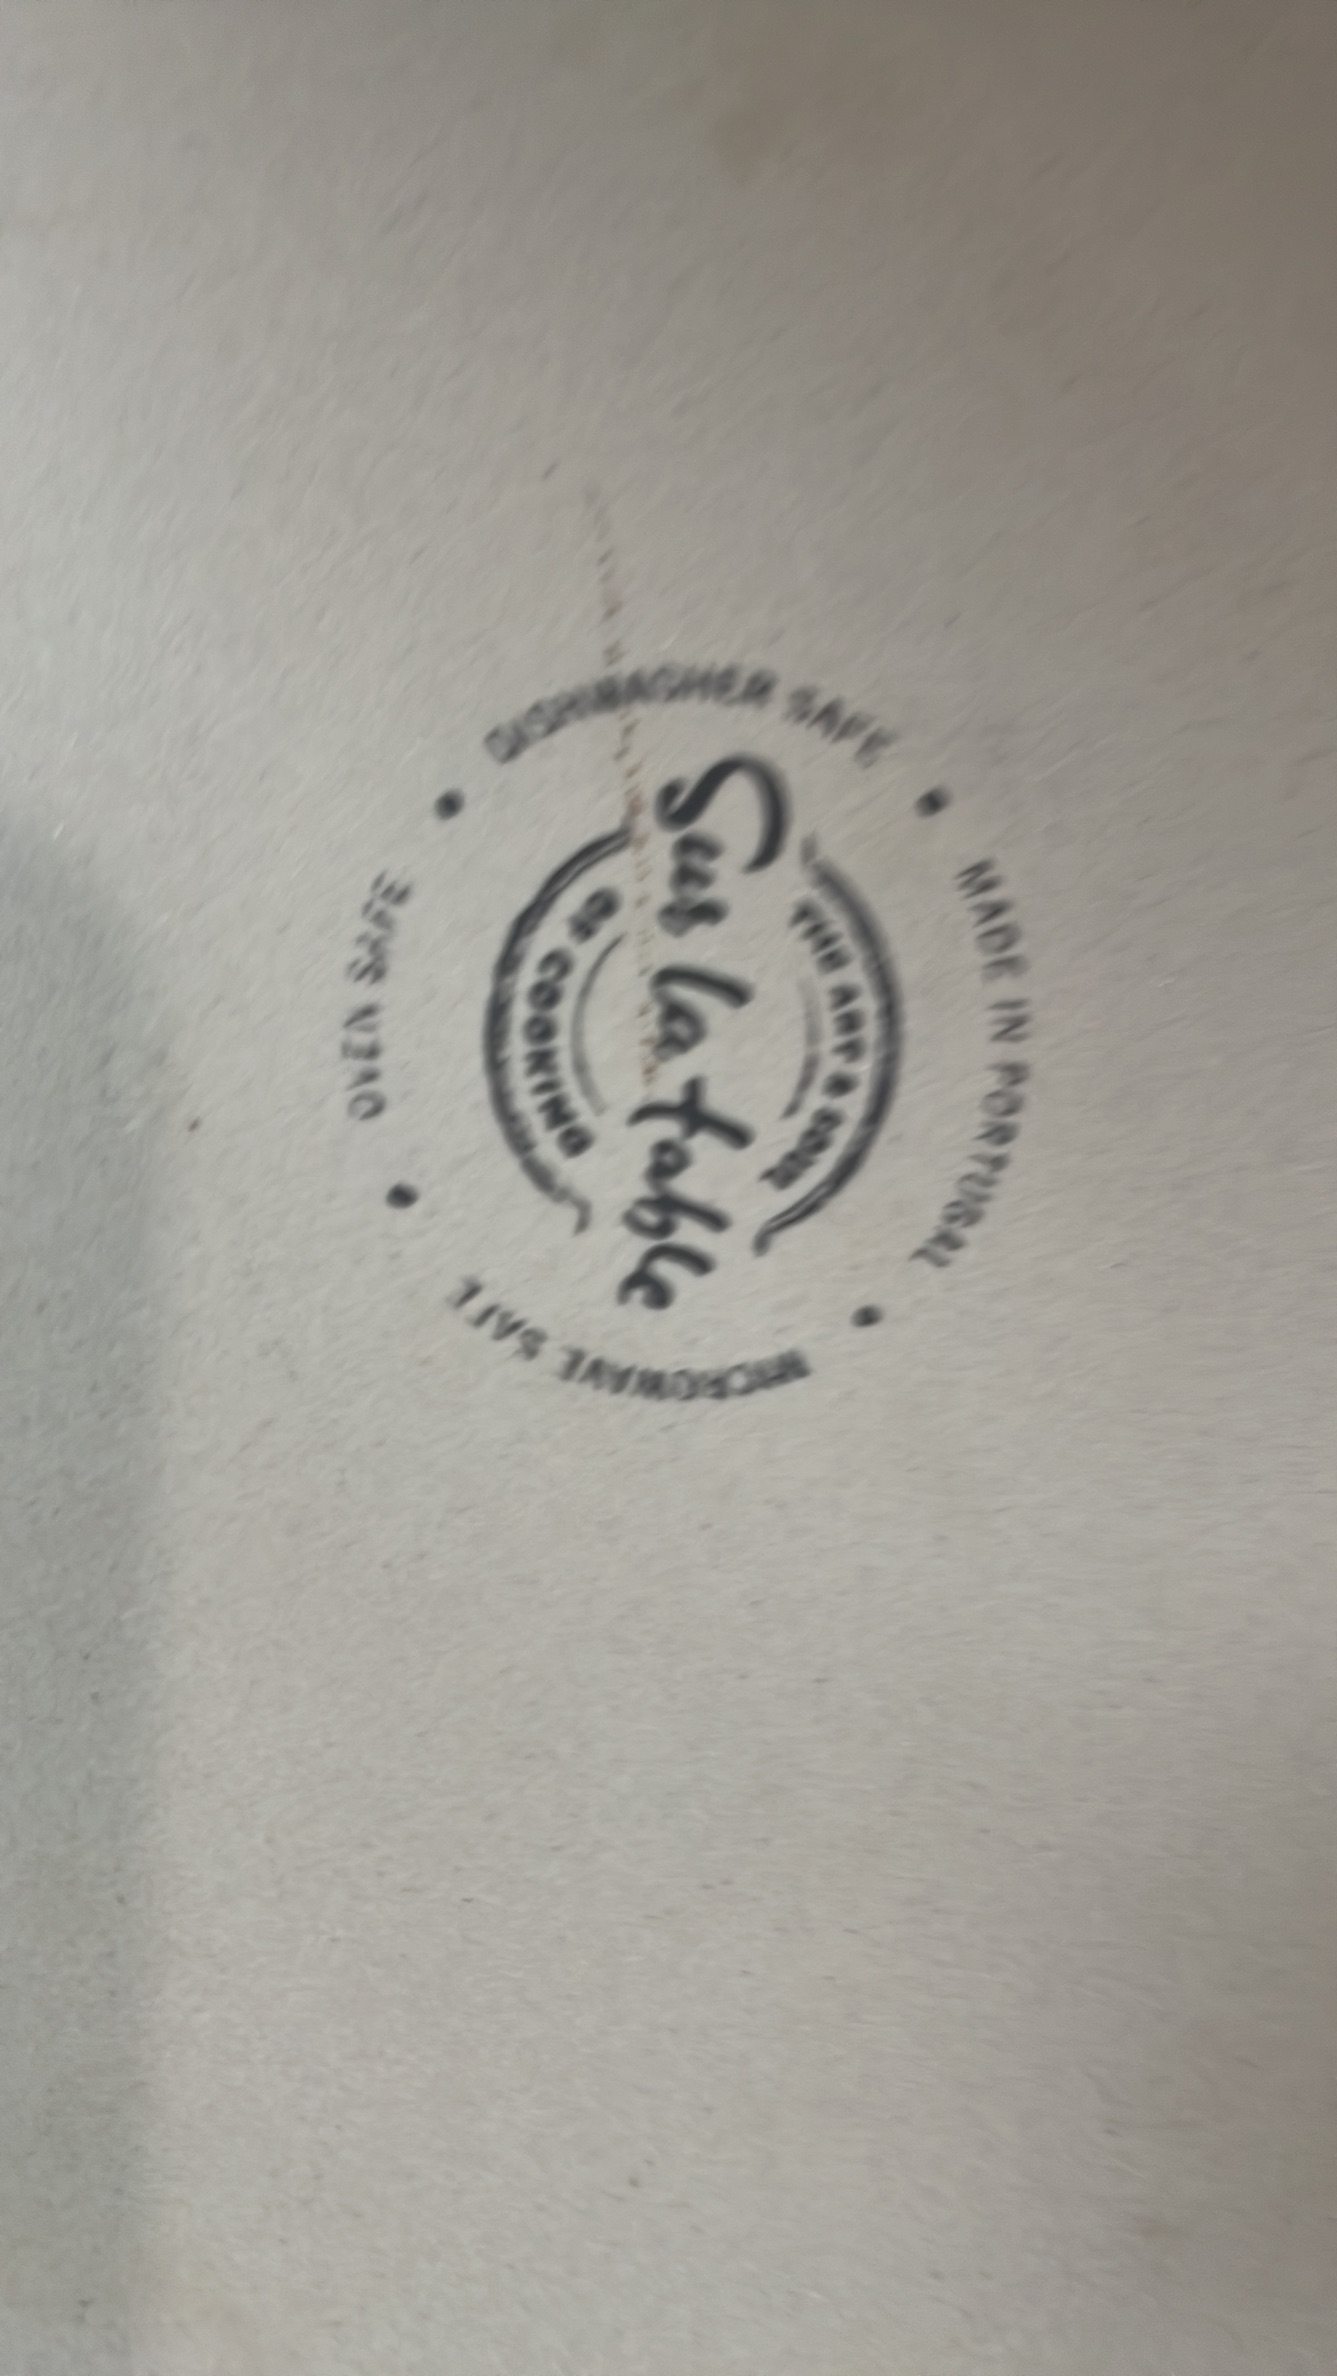 DISHWASHER SAFE • MADE IN PORTUGAL • MICROWAVE SAFE • OVEN SAFE •
THE ART & SOUL
Sur la table
OF COOKING